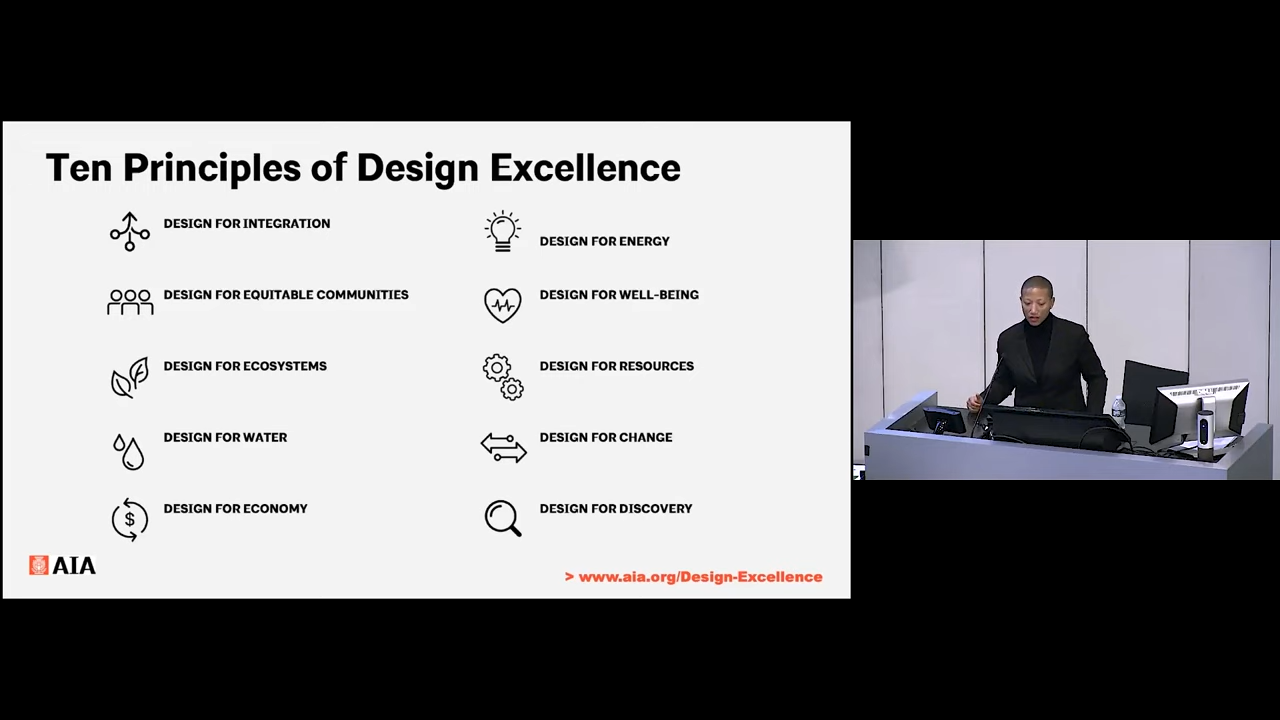 Ten Principles of Design Excellence
DESIGN FOR INTEGRATION
DESIGN FOR EQUITABLE COMMUNITIES
DESIGN FOR ECOSYSTEMS
DESIGN FOR WATER
$
DESIGN FOR ECONOMY
DESIGN FOR ENERGY
DESIGN FOR WELL-BEING
DESIGN FOR RESOURCES
DESIGN FOR CHANGE
DESIGN FOR DISCOVERY
AIA
> www.aia.org/Design-Excellence